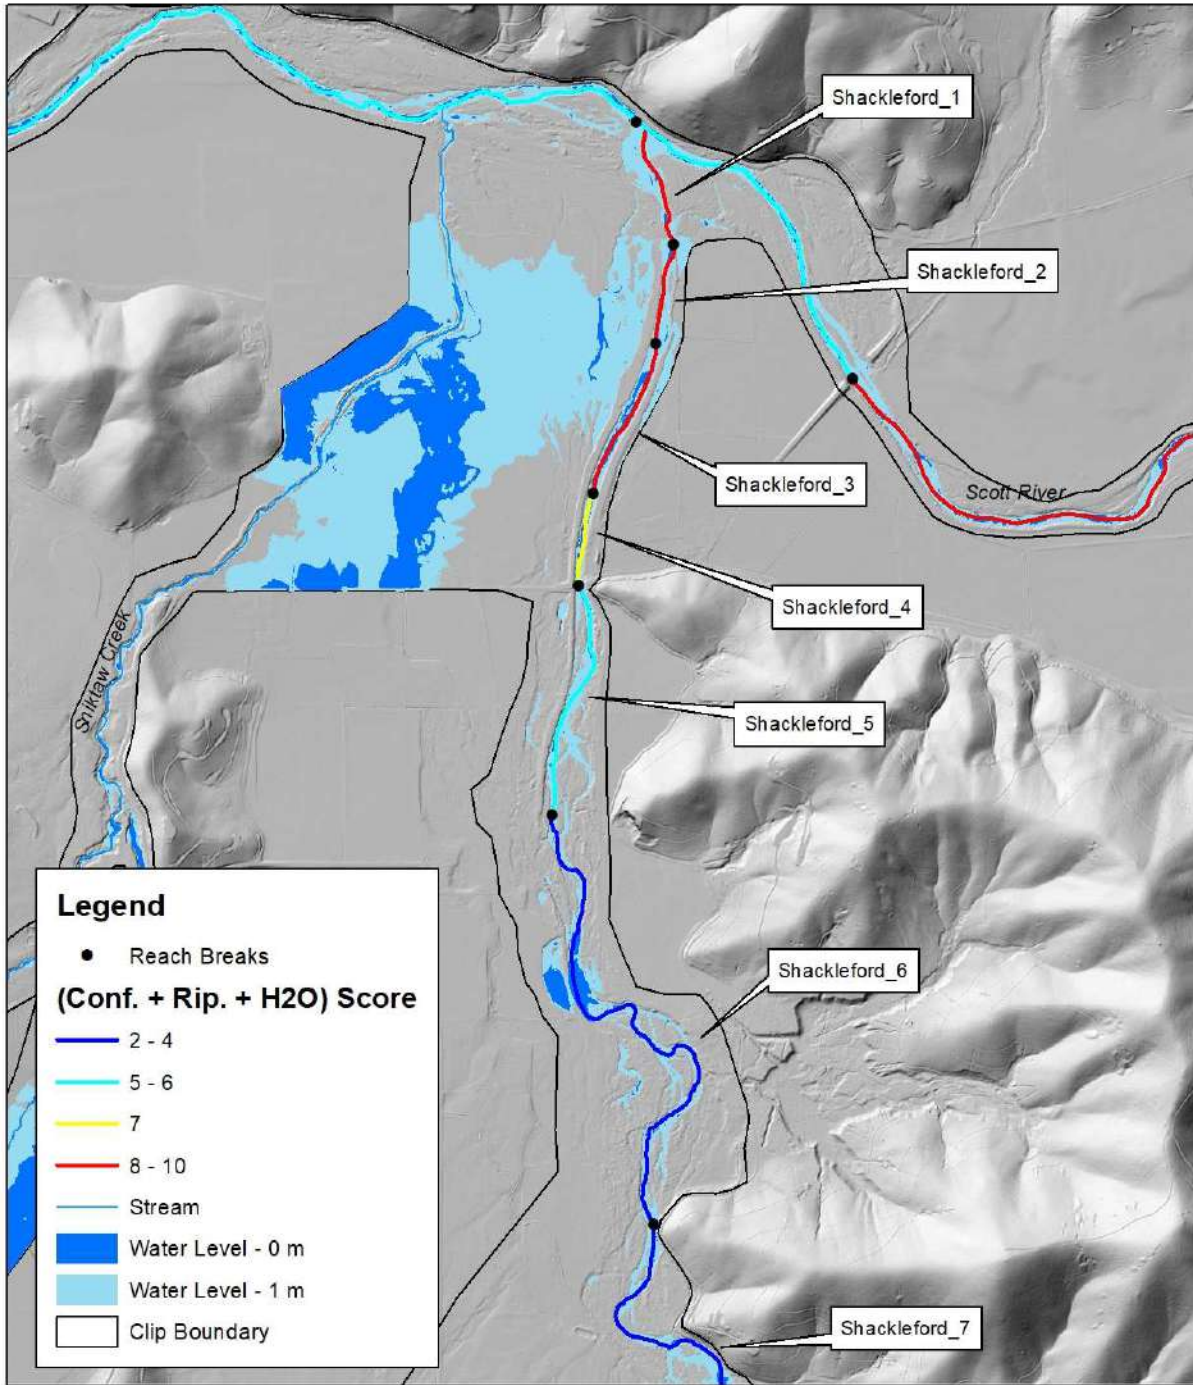 Shackleford_1
Shackleford_2
Shackleford_3
Scott River
Shackleford_4
Sniktaw Creek
Shackleford_5
Shackleford_6
Shackleford_7
Legend
Reach Breaks
(Conf. + Rip. + H2O) Score
2 - 4
5 - 6
7
8 - 10
Stream
Water Level - 0 m
Water Level - 1 m
Clip Boundary